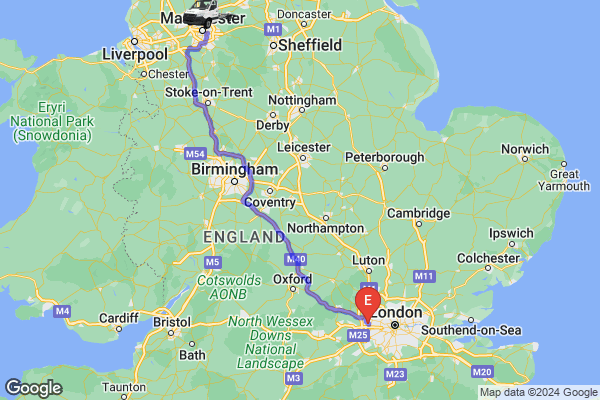 Manchester
Doncaster
M1
Liverpool
Sheffield
Chester
Stoke-on-Trent
Eryri
National Park
(Snowdonia)
Nottingham
Derby
Norwich
M54
Leicester
Peterborough
Great
Yarmouth
Birmingham
Coventry
Cambridge
Northampton
Ipswich
ENGLAND
M40
M5
Luton
M11
Colchester
Cotswolds
AONB
Oxford
E
M4
Cardiff
Bristol
North Wessex
Downs
National
Landscape
London
M25
Southend-on-Sea
Bath
M3
M23
M20
Taunton
Google
Map data ©2024 Google